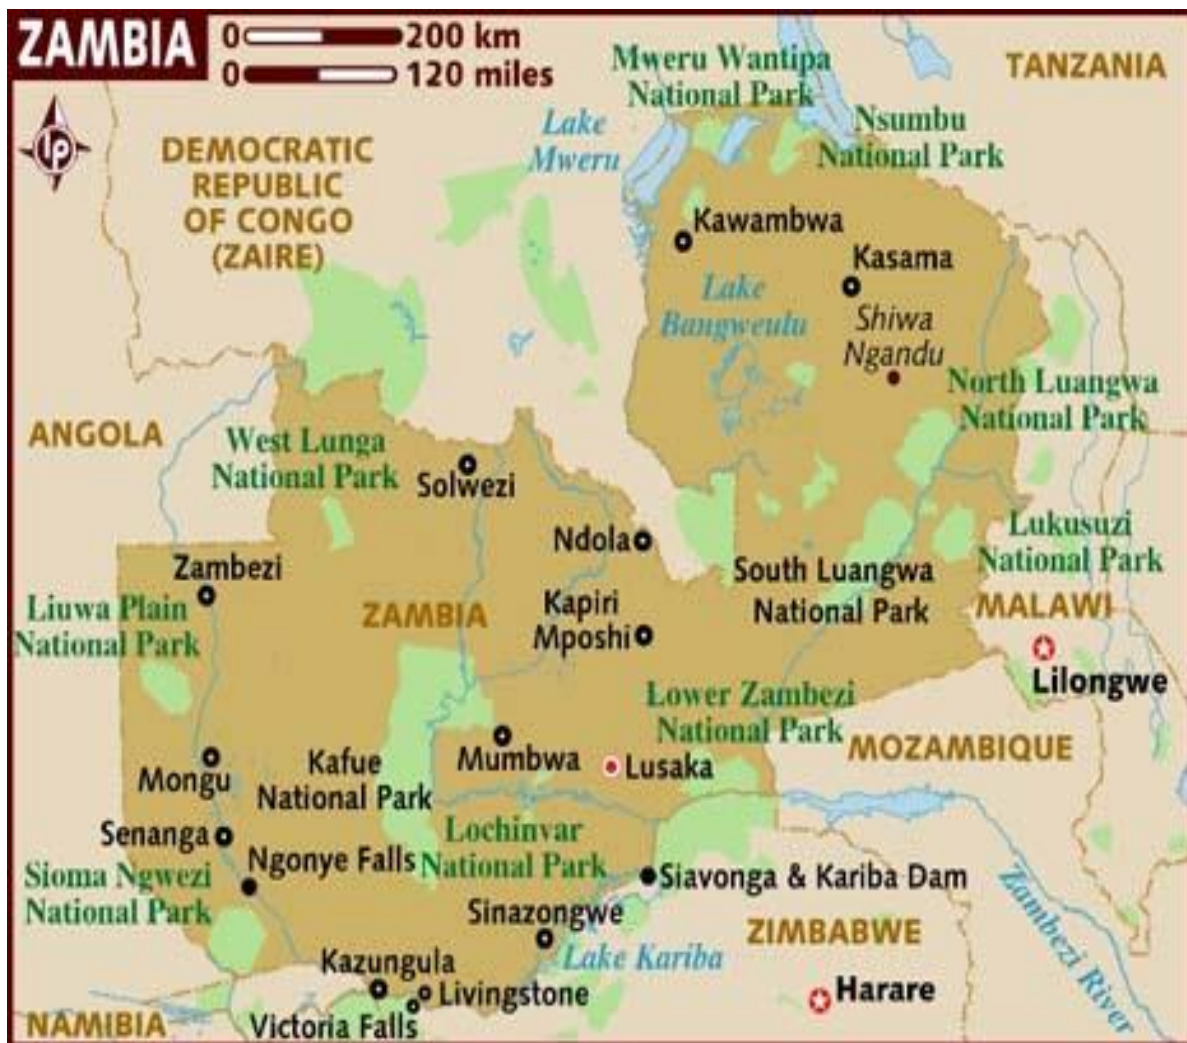 ZAMBIA
0 200 km
0 120 miles
lp
Mweru Wantipa
National Park
TANZANIA
Nsumbu
National Park
Lake
Mweru
DEMOCRATIC
REPUBLIC
OF CONGO
(ZAIRE)
Kawambwa
Kasama
Lake
Bangweulu
Shiwa
Ngandu
North Luangwa
National Park
ANGOLA
West Lunga
National Park
Solwezi
Ndola
Lukusuzi
National Park
Zambezi
South Luangwa
National Park
Liuwa Plain
National Park
ZAMBIA
Kapiri
Mposhi
MALAWI
Lilongwe
Lower Zambezi
National Park
MOZAMBIQUE
Mongu
Kafue
National Park
Mumbwa
Lusaka
Senanga
Ngonye Falls
Lochinvar
National Park
Sioma Ngwezi
National Park
Siavonga & Kariba Dam
Sinazongwe
Lake Kariba
ZIMBABWE
Zambezi River
Kazungula
Livingstone
Harare
NAMIBIA
Victoria Falls